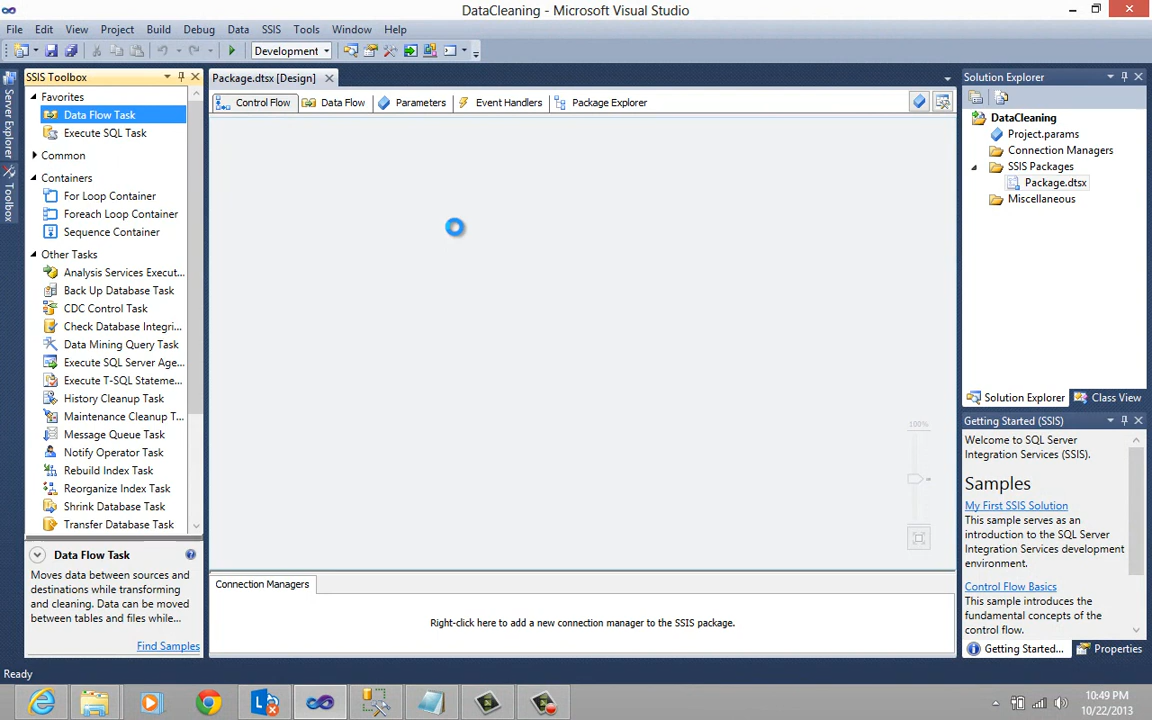 DataCleaning - Microsoft Visual Studio
File Edit View Project Build Debug Data SSIS Tools Window Help
Development
Server Explorer
Toolbox
SSIS Toolbox
Favorites
Data Flow Task
Execute SQL Task
Common
Containers
For Loop Container
Foreach Loop Container
Sequence Container
Other Tasks
Analysis Services Execut...
Back Up Database Task
CDC Control Task
Check Database Integri...
Data Mining Query Task
Execute SQL Server Age...
Execute T-SQL Stateme...
History Cleanup Task
Maintenance Cleanup T...
Message Queue Task
Notify Operator Task
Rebuild Index Task
Reorganize Index Task
Shrink Database Task
Transfer Database Task
Data Flow Task
Moves data between sources and
destinations while transforming
and cleaning. Data can be moved
between tables and files while...
Find Samples
Package.dtsx [Design]
Control Flow Data Flow Parameters Event Handlers Package Explorer
100%
Connection Managers
Right-click here to add a new connection manager to the SSIS package.
Solution Explorer
DataCleaning
Project.params
Connection Managers
SSIS Packages
Package.dtsx
Miscellaneous
Solution Explorer Class View
Getting Started (SSIS)
Welcome to SQL Server
Integration Services (SSIS).
Samples
My First SSIS Solution
This sample serves as an
introduction to the SQL Server
Integration Services development
environment.
Control Flow Basics
This sample introduces the
fundamental concepts of the
control flow.
Getting Started... Properties
Ready
10:49 PM
10/22/2013